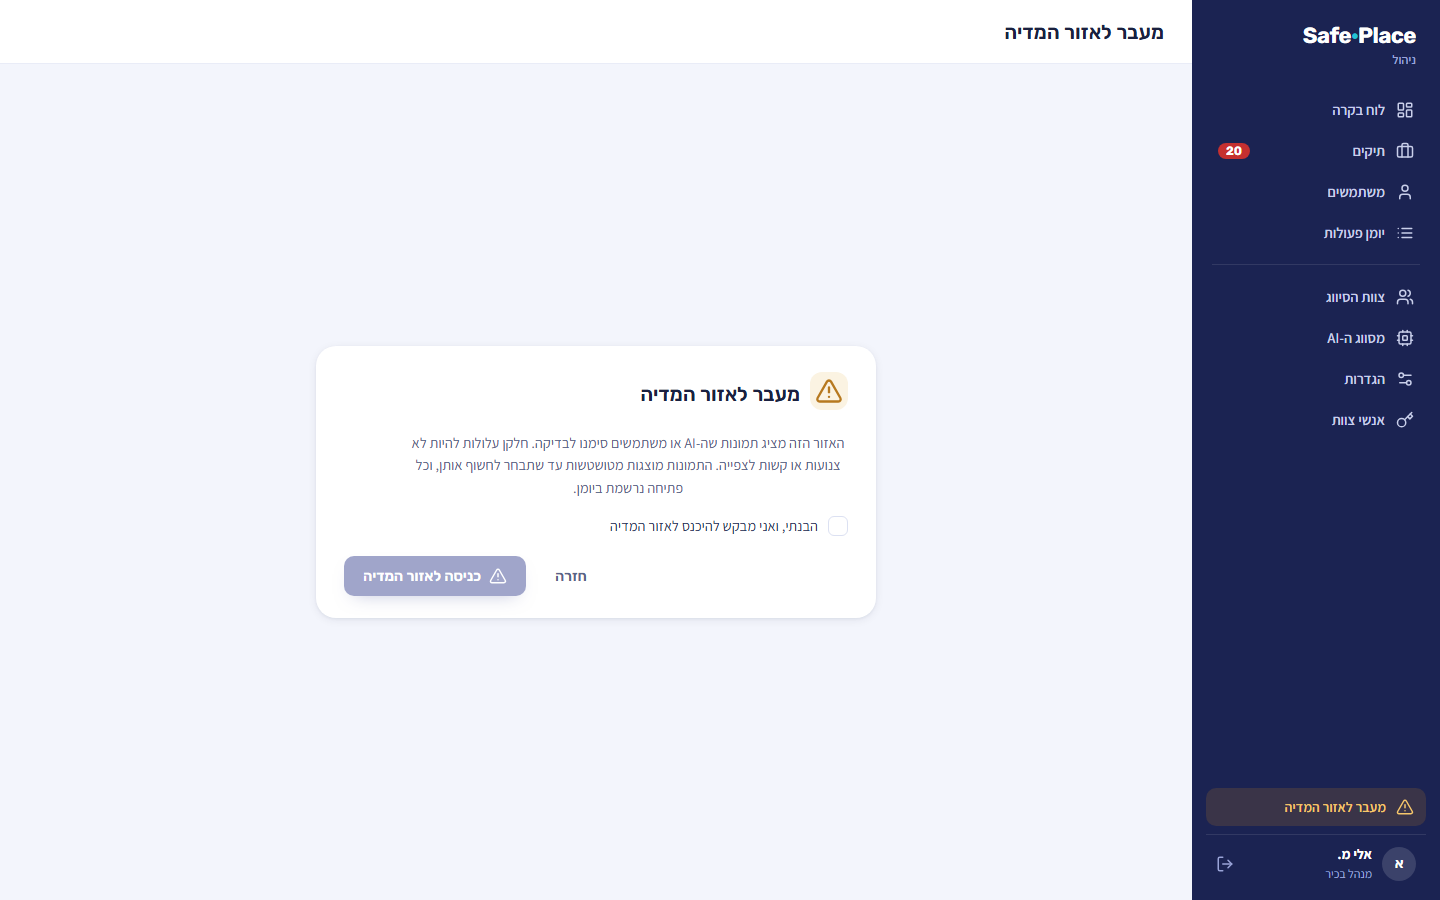 Safe•Place
ניהול
לוח בקרה
תיקים
20
משתמשים
יומן פעולות
צוות הסיווג
מסווג ה-AI
הגדרות
אנשי צוות
מעבר לאזור המדיה
א
אלי מ.
מנהל בכיר
מעבר לאזור המדיה
מעבר לאזור המדיה
האזור הזה מציג תמונות שה-AI או משתמשים סימנו לבדיקה. חלקן עלולות להיות לא
צנועות או קשות לצפייה. התמונות מוצגות מטושטשות עד שתבחר לחשוף אותן, וכל
פתיחה נרשמת ביומן.
הבנתי, ואני מבקש להיכנס לאזור המדיה
חזרה
כניסה לאזור המדיה